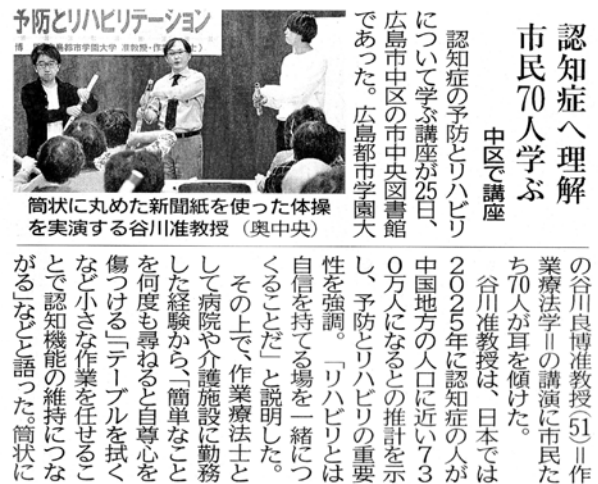 認知症へ理解
市民70人学ぶ
中区で講座
予防とリハビリテーション
博 島都市学園大学 准教授・作 士）
筒状に丸めた新聞紙を使った体操
を実演する谷川准教授（奥中央）
認知症の予防とリハビリ
について学ぶ講座が25日、
広島市中区の市中央図書館
であった。広島都市学園大
の谷川良博准教授(51)＝作
業療法学＝の講演に市民た
ち70人が耳を傾けた。
谷川准教授は、日本では
2025年に認知症の人が
中国地方の人口に近い73
0万人になるとの推計を示
し、予防とリハビリの重要
性を強調。「リハビリとは
自信を持てる場を一緒につ
くることだ」と説明した。
その上で、作業療法士と
して病院や介護施設に勤務
した経験から、「簡単なこと
を何度も尋ねると自尊心を
傷つける」「テーブルを拭く
など小さな作業を任せるこ
とで認知機能の維持につな
がる」などと語った。筒状に